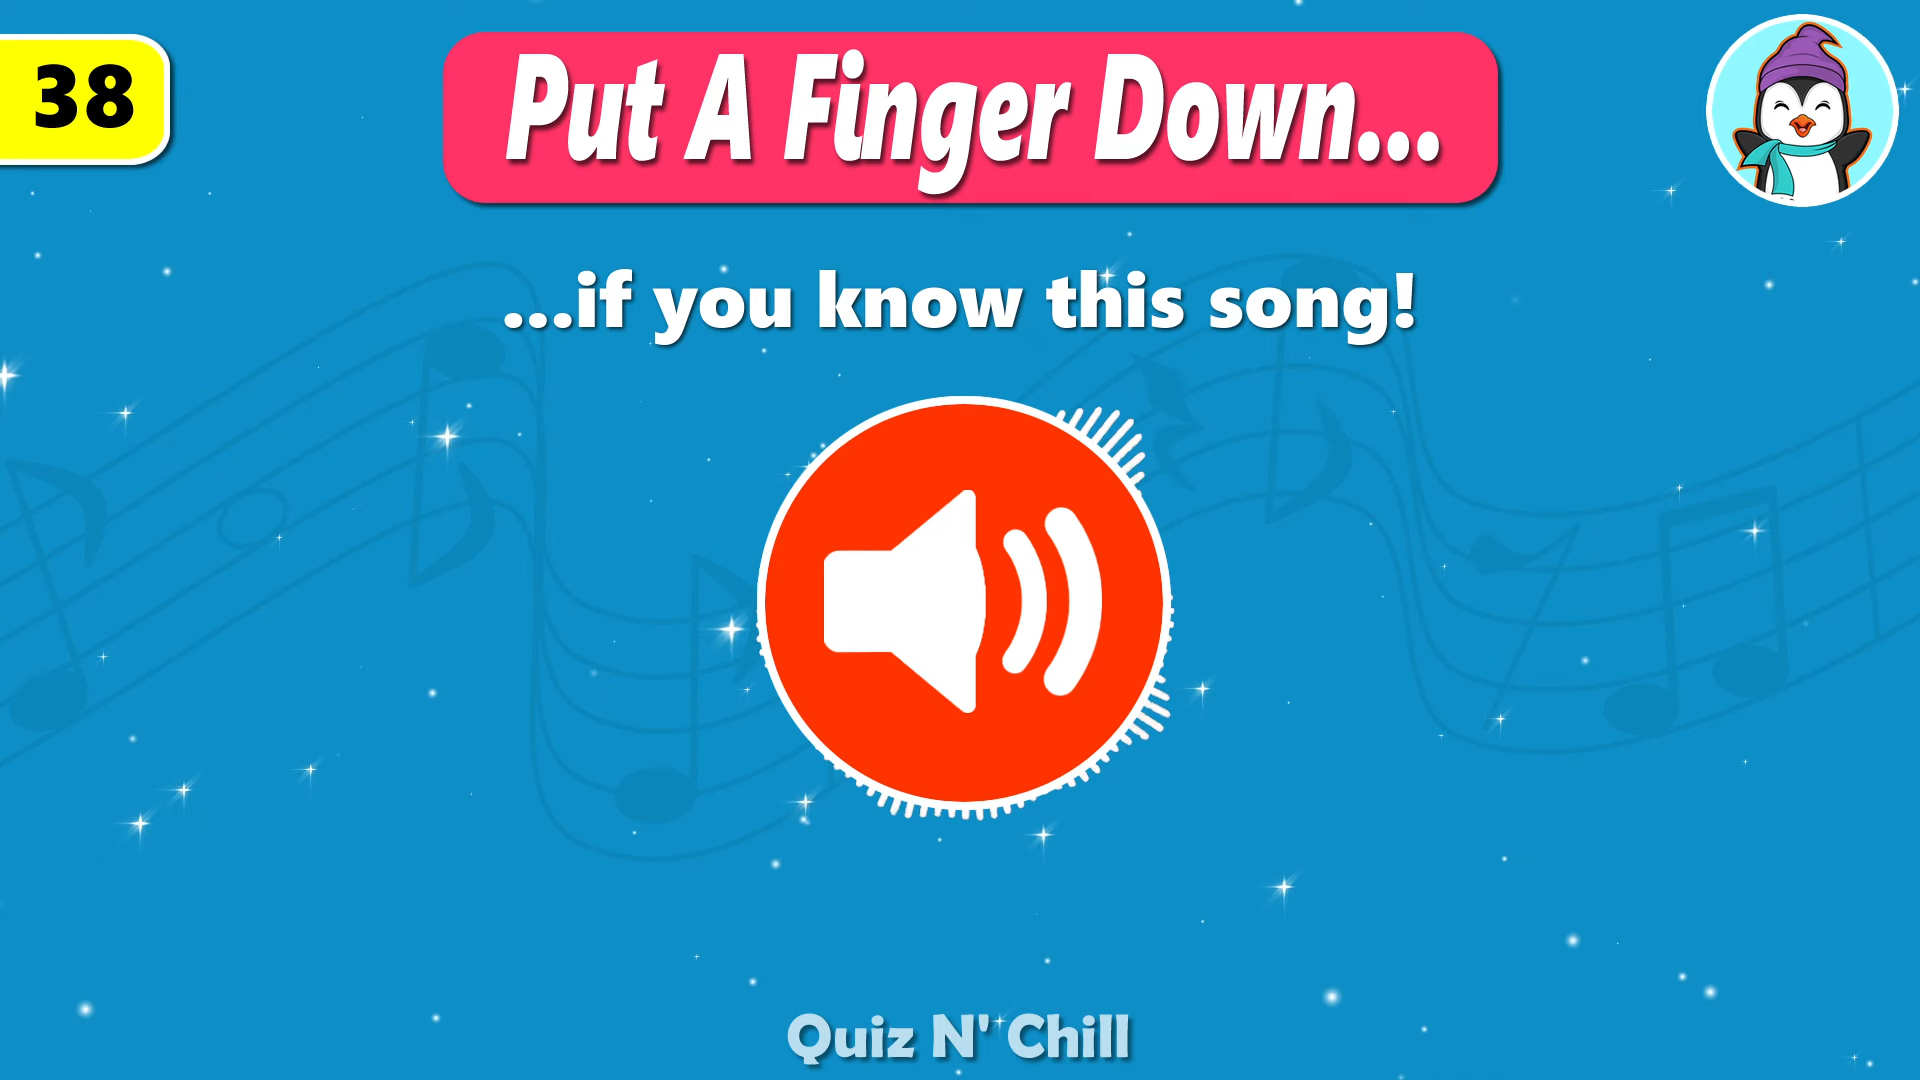 38
Put A Finger Down...
...if you know this song!
Quiz N' Chill